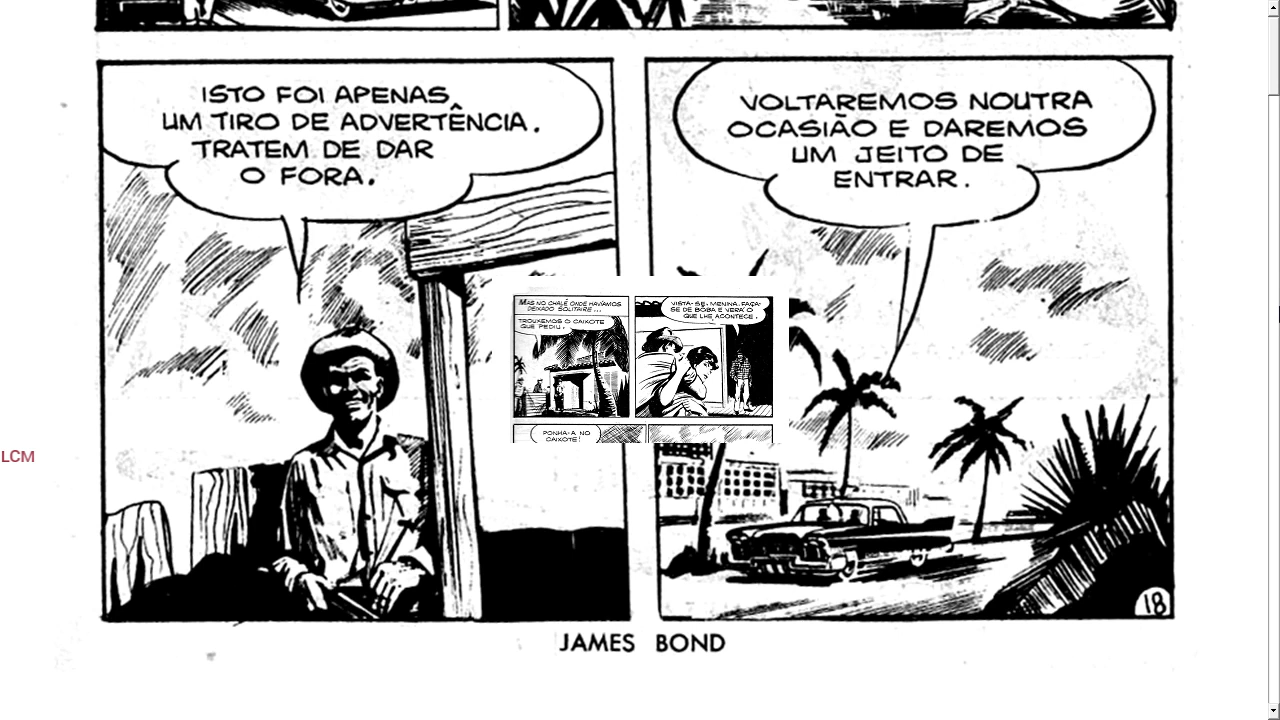 ISTO FOI APENAS
UM TIRO DE ADVERTÊNCIA.
TRATEM DE DAR
O FORA.
VOLTAREMOS NOUTRA
OCASIÃO E DAREMOS
UM JEITO DE
ENTRAR.
MAS NO CHALÉ ONDE HAVÍAMOS
DEIXADO SOLITAIRE...
TROUXEMOS O CAIXOTE
QUE PEDIU.
VISTA-SE, MENINA. FAÇA-
SE DE BOBA E VERÁ O
QUE LHE ACONTECE.
PONHA-A NO
CAIXOTE!
LCM
18
JAMES BOND